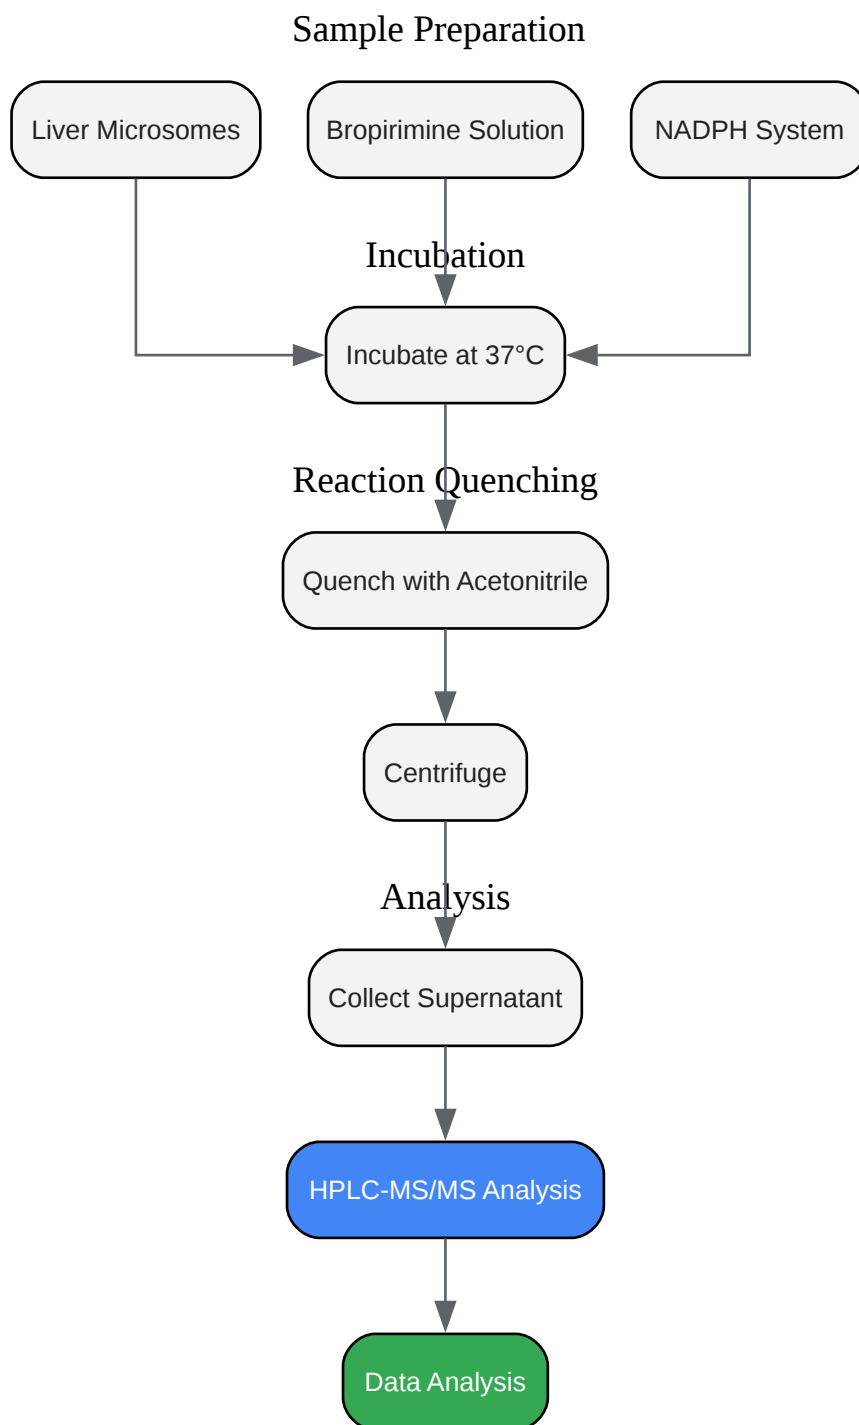 Sample Preparation
Liver Microsomes
Bropirimine Solution
NADPH System
Incubation
Incubate at 37°C
Reaction Quenching
Quench with Acetonitrile
Centrifuge
Analysis
Collect Supernatant
HPLC-MS/MS Analysis
Data Analysis